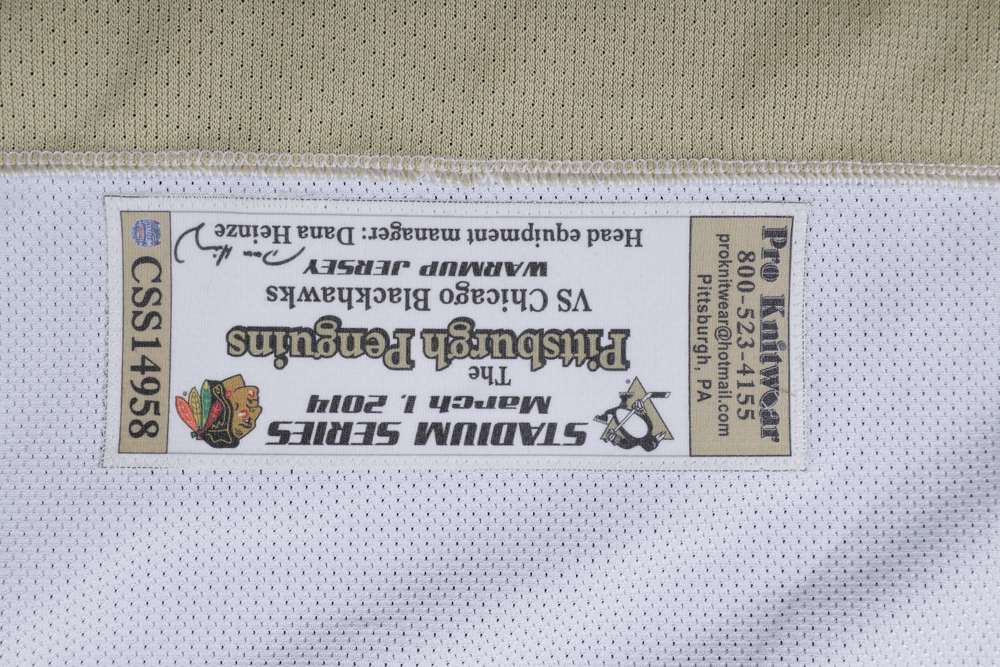 STADIUM SERIES
March 1, 2014
The
Pittsburgh Penguins
VS Chicago Blackhawks
WARMUP JERSEY
Head equipment manager: Dana Heinze
Pro Knitwear
800-523-4155
proknitwear@hotmail.com
Pittsburgh, PA
CSS14958